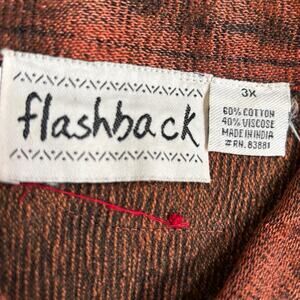 flashback
3X
60% COTTON
40% VISCOSE
MADE IN INDIA
#RN. 83881